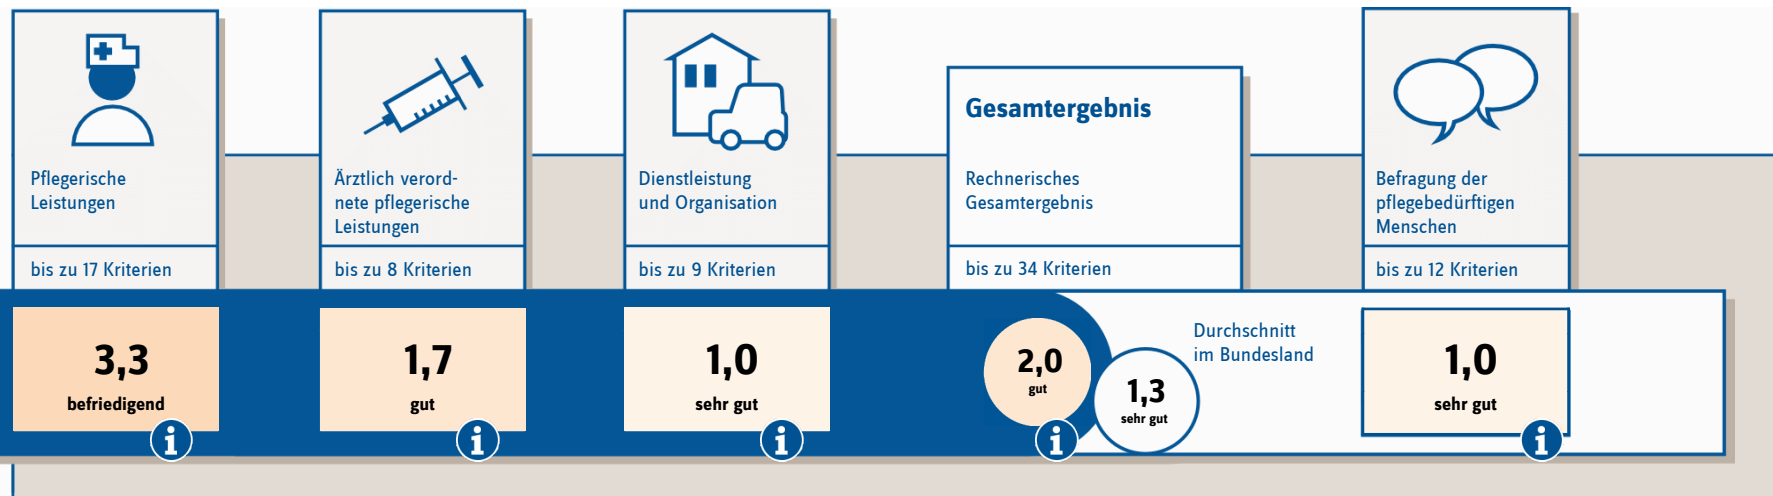 Pflegerische
Leistungen
bis zu 17 Kriterien
3,3
befriedigend
i
Ärztlich verord-
nete pflegerische
Leistungen
bis zu 8 Kriterien
1,7
gut
i
Dienstleistung
und Organisation
bis zu 9 Kriterien
1,0
sehr gut
i
Gesamtergebnis
Rechnerisches
Gesamtergebnis
bis zu 34 Kriterien
2,0
gut
i
1,3
sehr gut
Durchschnitt
im Bundesland
Befragung der
pflegebedürftigen
Menschen
bis zu 12 Kriterien
1,0
sehr gut
i